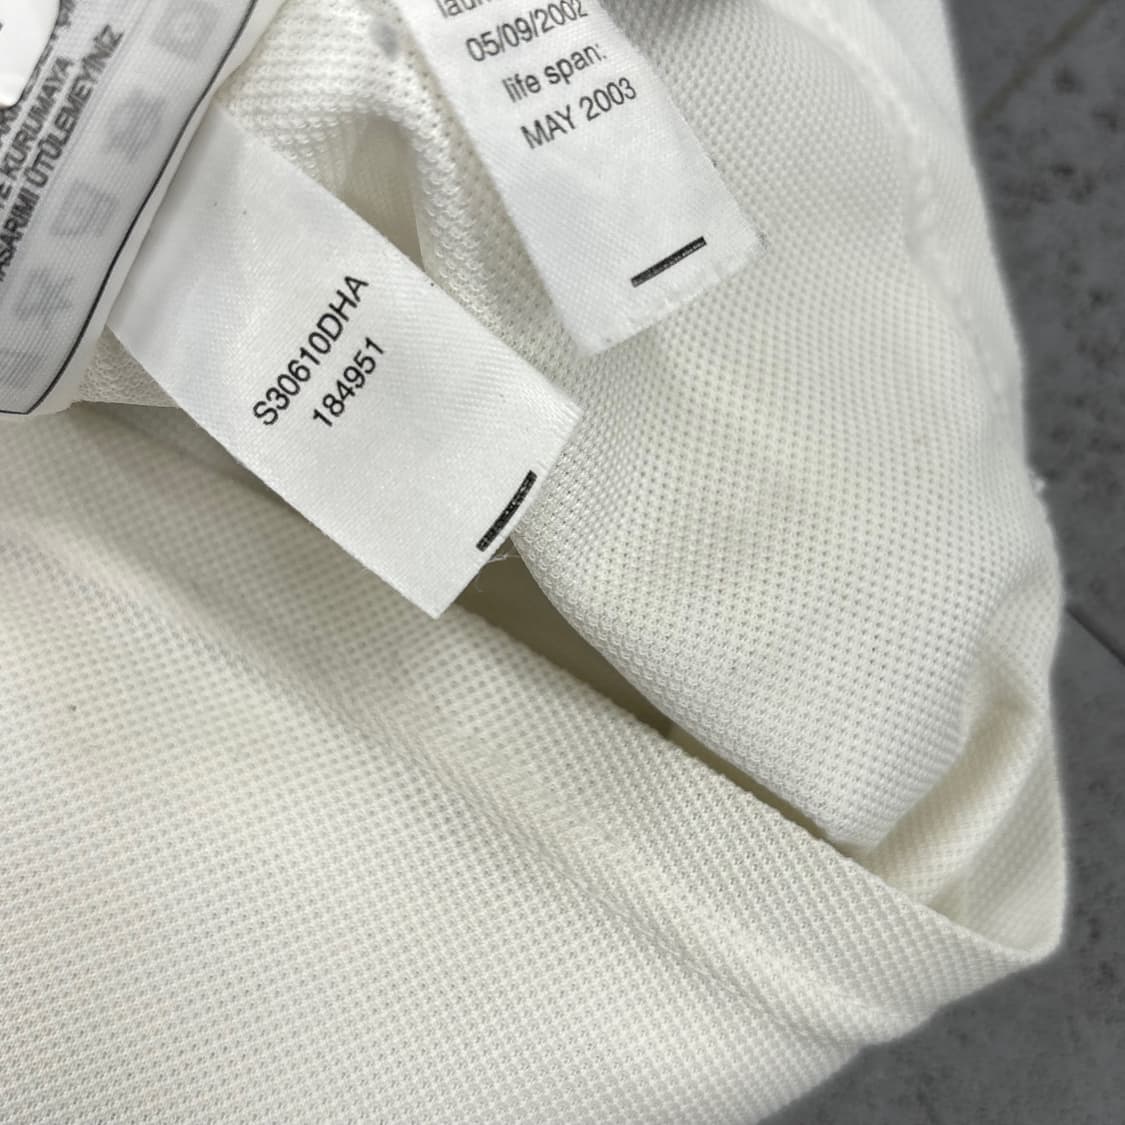 05/09/2002
life span:
MAY 2003
S30610DHA
184951
KURUMAYA
ÜTÜLEMEYİNİZ